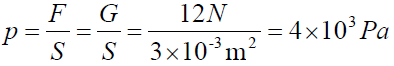 p = F/S = G/S = 12N/(3×10⁻³m²) = 4×10³Pa